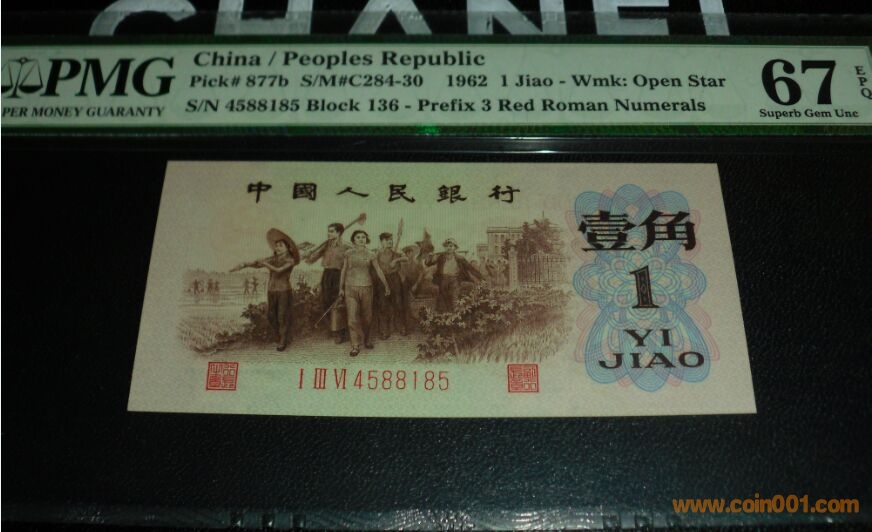 CHANEL
PMG
PER MONEY GUARANTY
China / Peoples Republic
Pick# 877b S/M#C284-30 1962 1 Jiao - Wmk: Open Star
S/N 4588185 Block 136 - Prefix 3 Red Roman Numerals
67
EPQ
Superb Gem Unc
中國人民銀行
壹角
1
YI
JIAO
I III VI 4588185
www.coin001.com